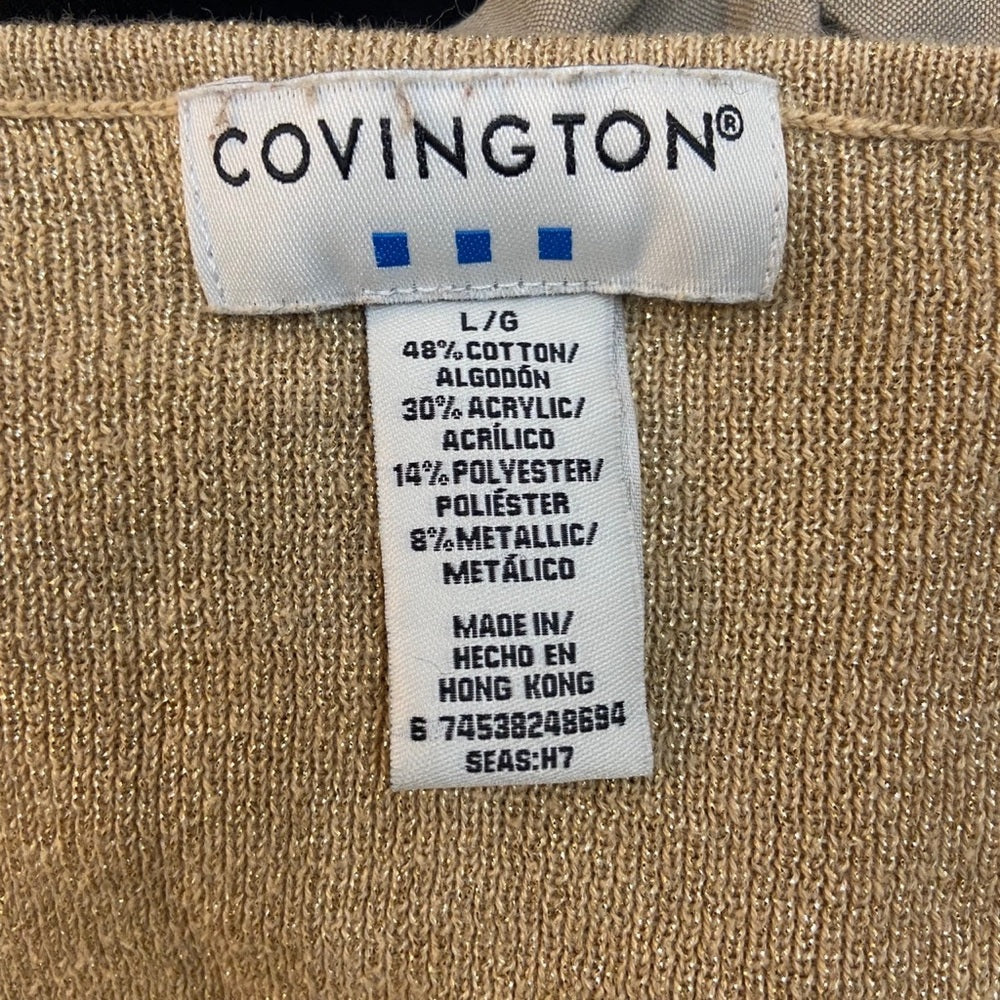 COVINGTON®
L/G
48% COTTON/
ALGODÓN
30% ACRYLIC/
ACRÍLICO
14% POLYESTER/
POLIÉSTER
8% METALLIC/
METÁLICO
MADE IN/
HECHO EN
HONG KONG
6 74538248694
SEAS:H7